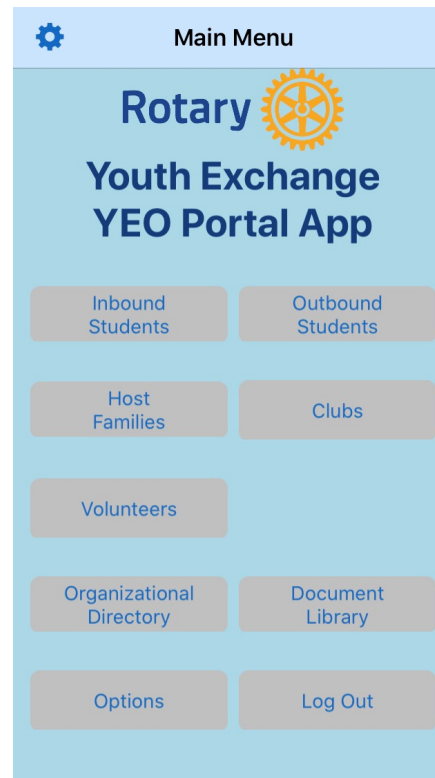 Main Menu
Rotary
Youth Exchange
YEO Portal App
Inbound
Students
Outbound
Students
Host
Families
Clubs
Volunteers
Organizational
Directory
Document
Library
Options
Log Out